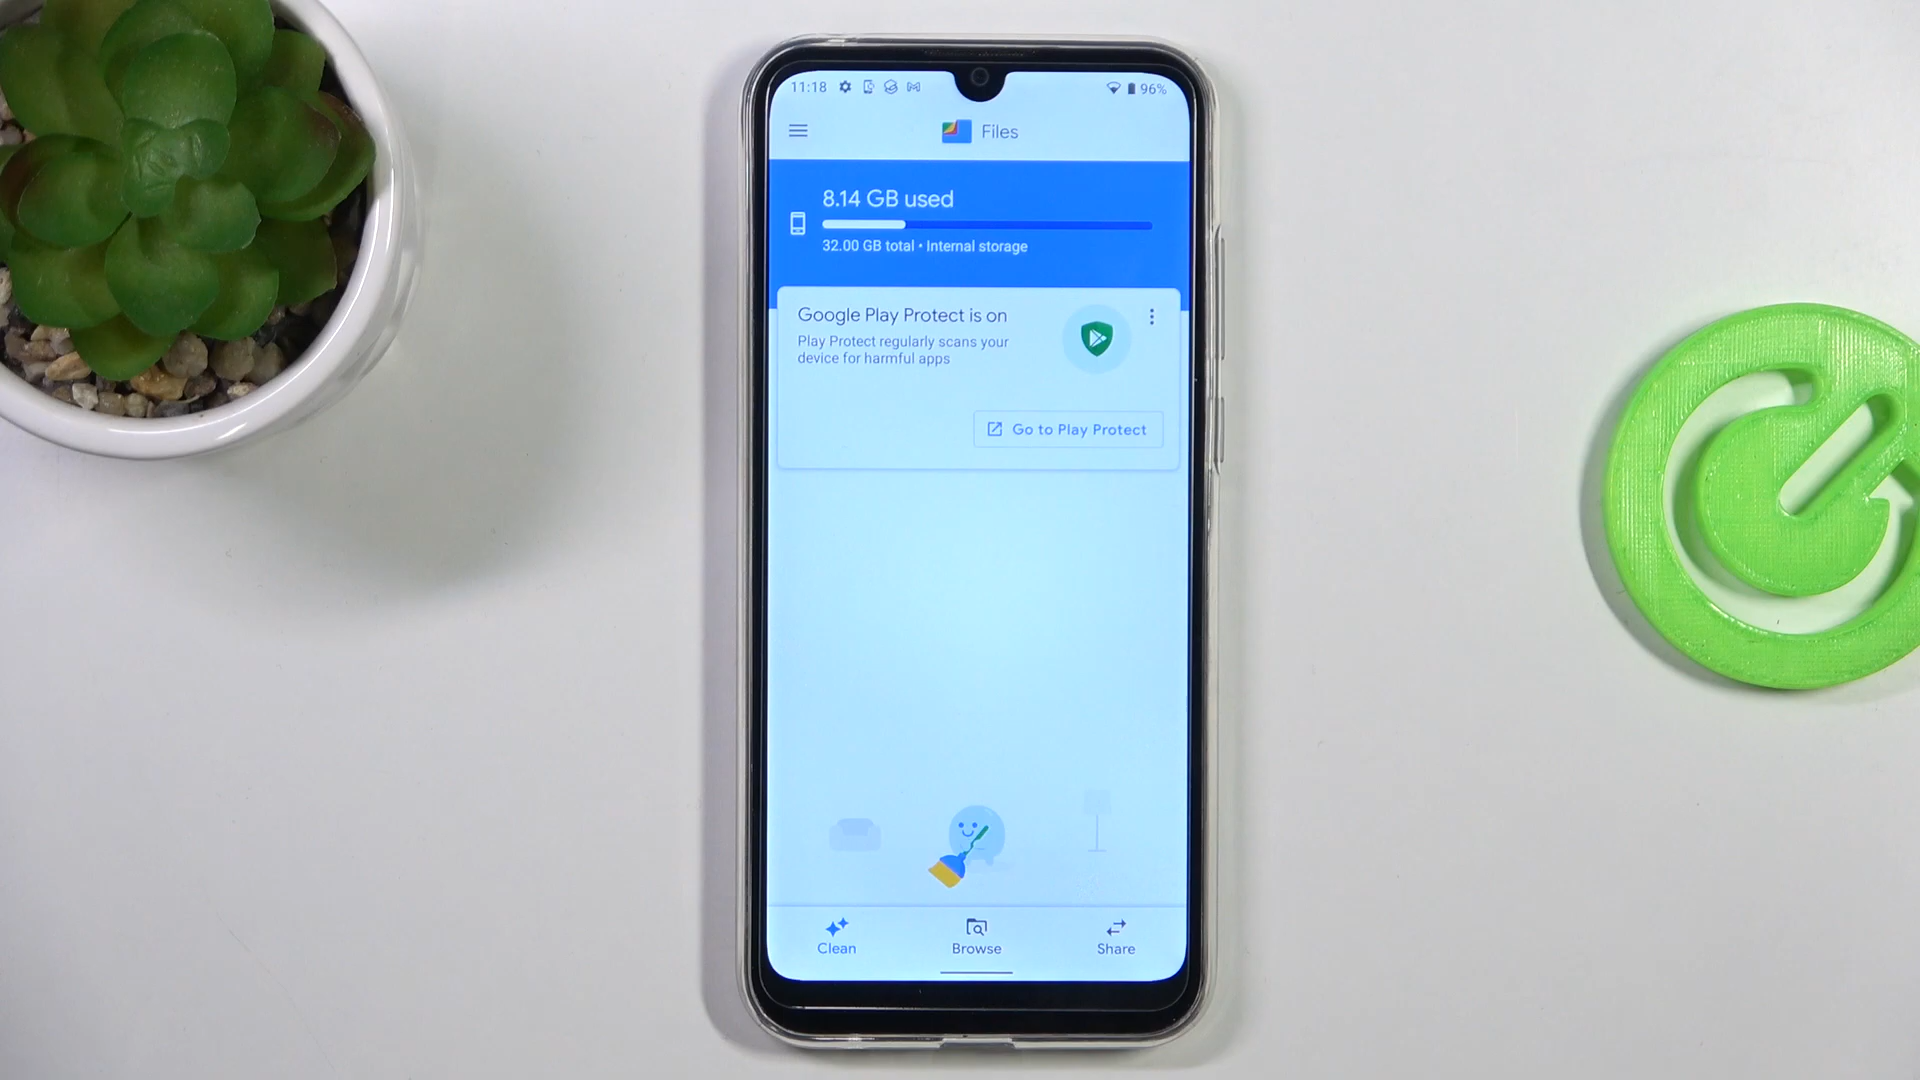 11:18
96%
Files
8.14 GB used
32.00 GB total • Internal storage
Google Play Protect is on
Play Protect regularly scans your
device for harmful apps
Go to Play Protect
Clean
Browse
Share